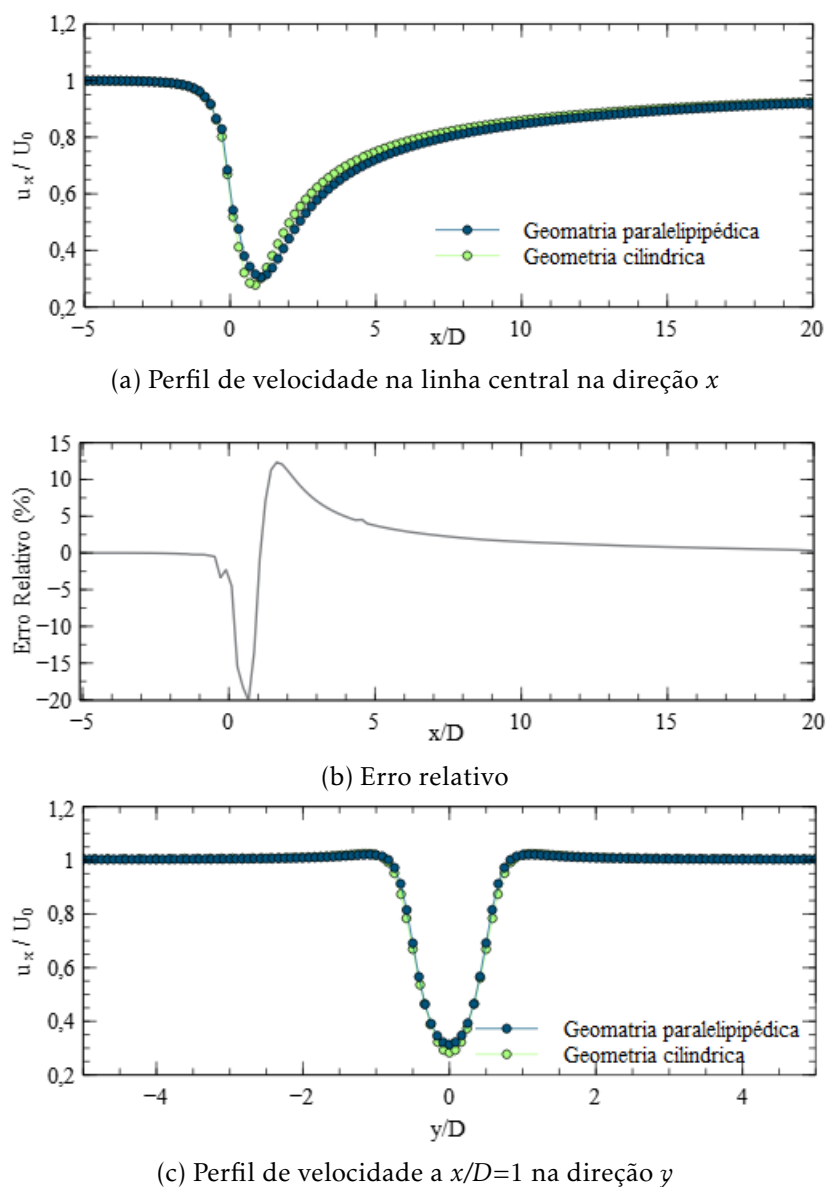 1,2
1
0,8
0,6
0,4
0,2
u_x / U_0
Geomatria paralelipipédica
Geometria cilindrica
−5 0 5 10 15 20
x/D
(a) Perfil de velocidade na linha central na direção x
15
10
5
0
−5
−10
−15
−20
Erro Relativo (%)
−5 0 5 10 15 20
x/D
(b) Erro relativo
1,2
1
0,8
0,6
0,4
0,2
u_x / U_0
Geomatria paralelipipédica
Geometria cilindrica
−4 −2 0 2 4
y/D
(c) Perfil de velocidade a x/D=1 na direção y